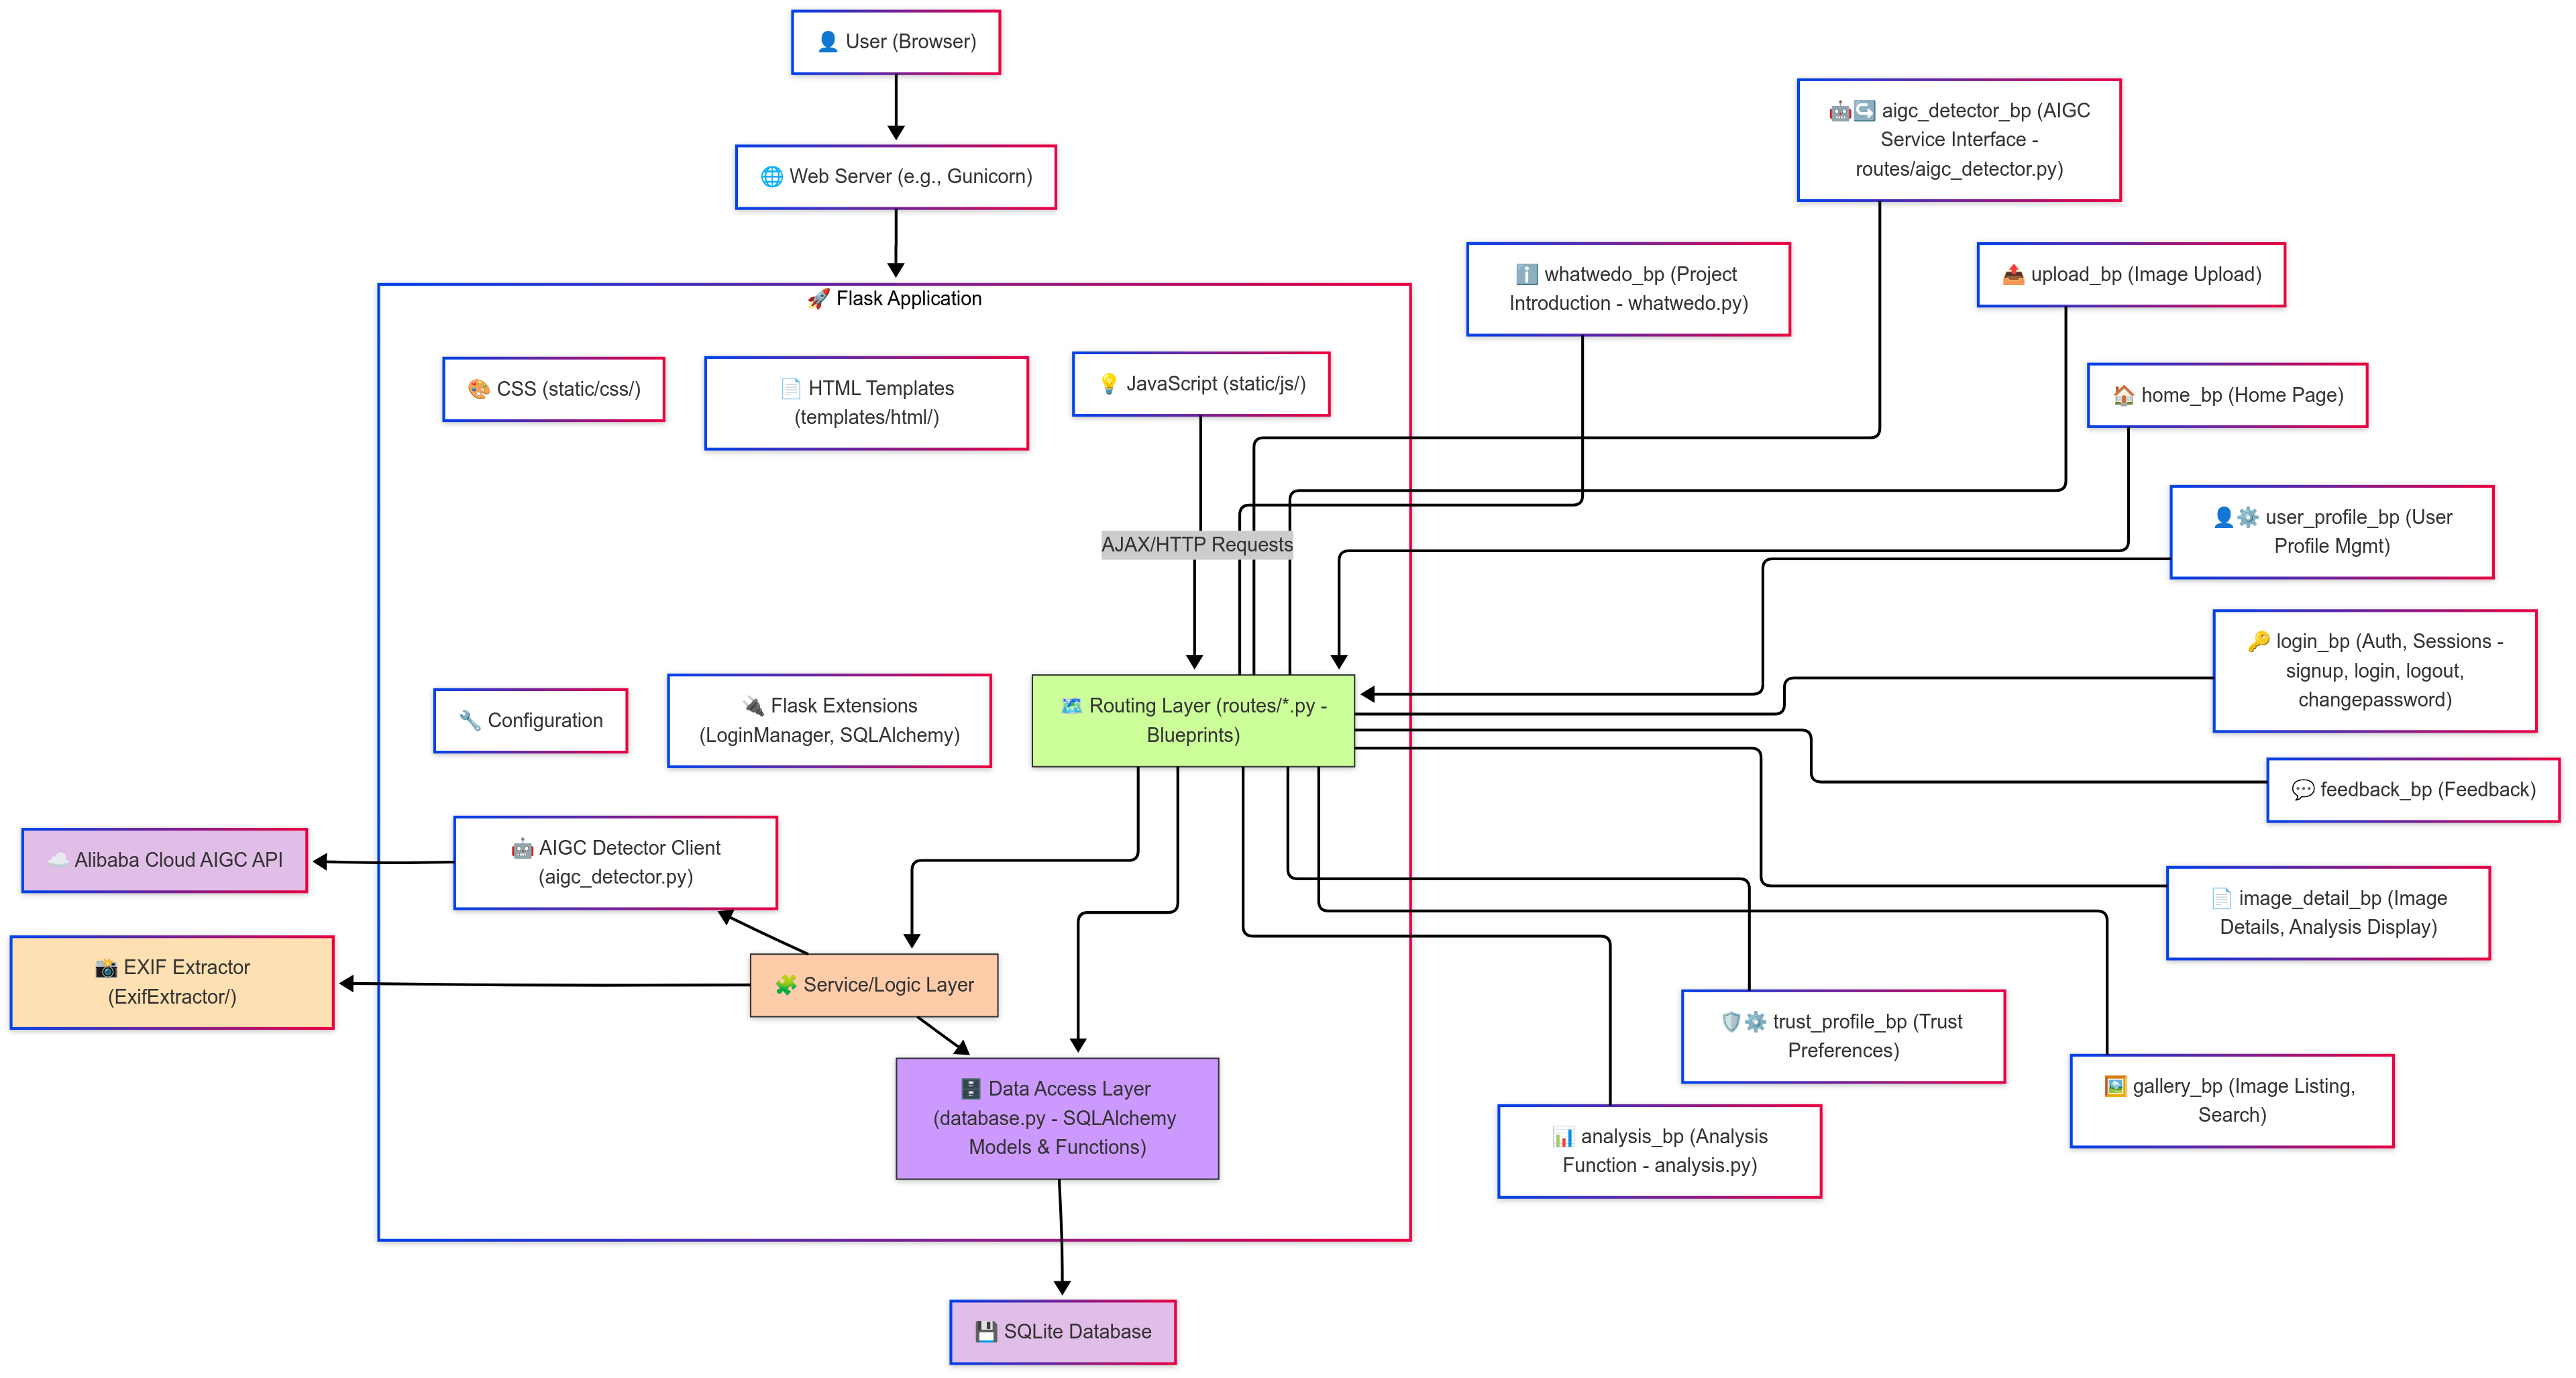 👤 User (Browser)
🌐 Web Server (e.g., Gunicorn)
🚀 Flask Application
🎨 CSS (static/css/)
📄 HTML Templates
(templates/html/)
💡 JavaScript (static/js/)
AJAX/HTTP Requests
🔧 Configuration
🔌 Flask Extensions
(LoginManager, SQLAlchemy)
🗺️ Routing Layer (routes/*.py -
Blueprints)
🤖 AIGC Detector Client
(aigc_detector.py)
☁️ Alibaba Cloud AIGC API
📸 EXIF Extractor
(ExifExtractor/)
🧩 Service/Logic Layer
🗄️ Data Access Layer
(database.py - SQLAlchemy
Models & Functions)
💾 SQLite Database
🤖↪️ aigc_detector_bp (AIGC
Service Interface -
routes/aigc_detector.py)
ℹ️ whatwedo_bp (Project
Introduction - whatwedo.py)
📤 upload_bp (Image Upload)
🏠 home_bp (Home Page)
👤⚙️ user_profile_bp (User
Profile Mgmt)
🔑 login_bp (Auth, Sessions -
signup, login, logout,
changepassword)
💬 feedback_bp (Feedback)
📄 image_detail_bp (Image
Details, Analysis Display)
🛡️⚙️ trust_profile_bp (Trust
Preferences)
🖼️ gallery_bp (Image Listing,
Search)
📊 analysis_bp (Analysis
Function - analysis.py)